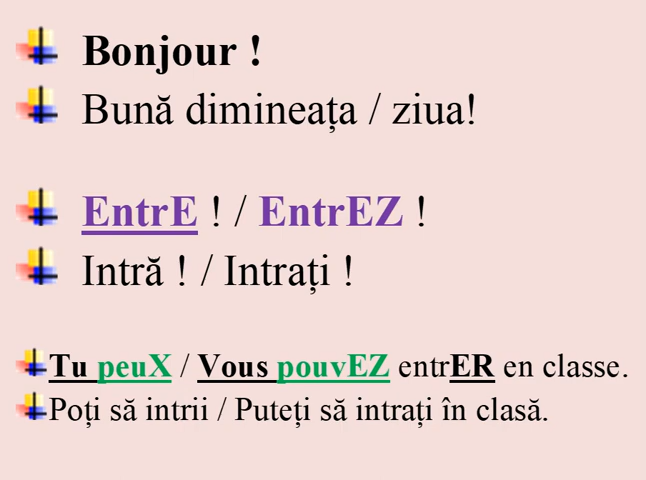 Bonjour !
Bună dimineața / ziua!
EntrE ! / EntrEZ !
Intră ! / Intrați !
Tu peuX / Vous pouvEZ entrER en classe.
Poți să intrii / Puteți să intrați în clasă.